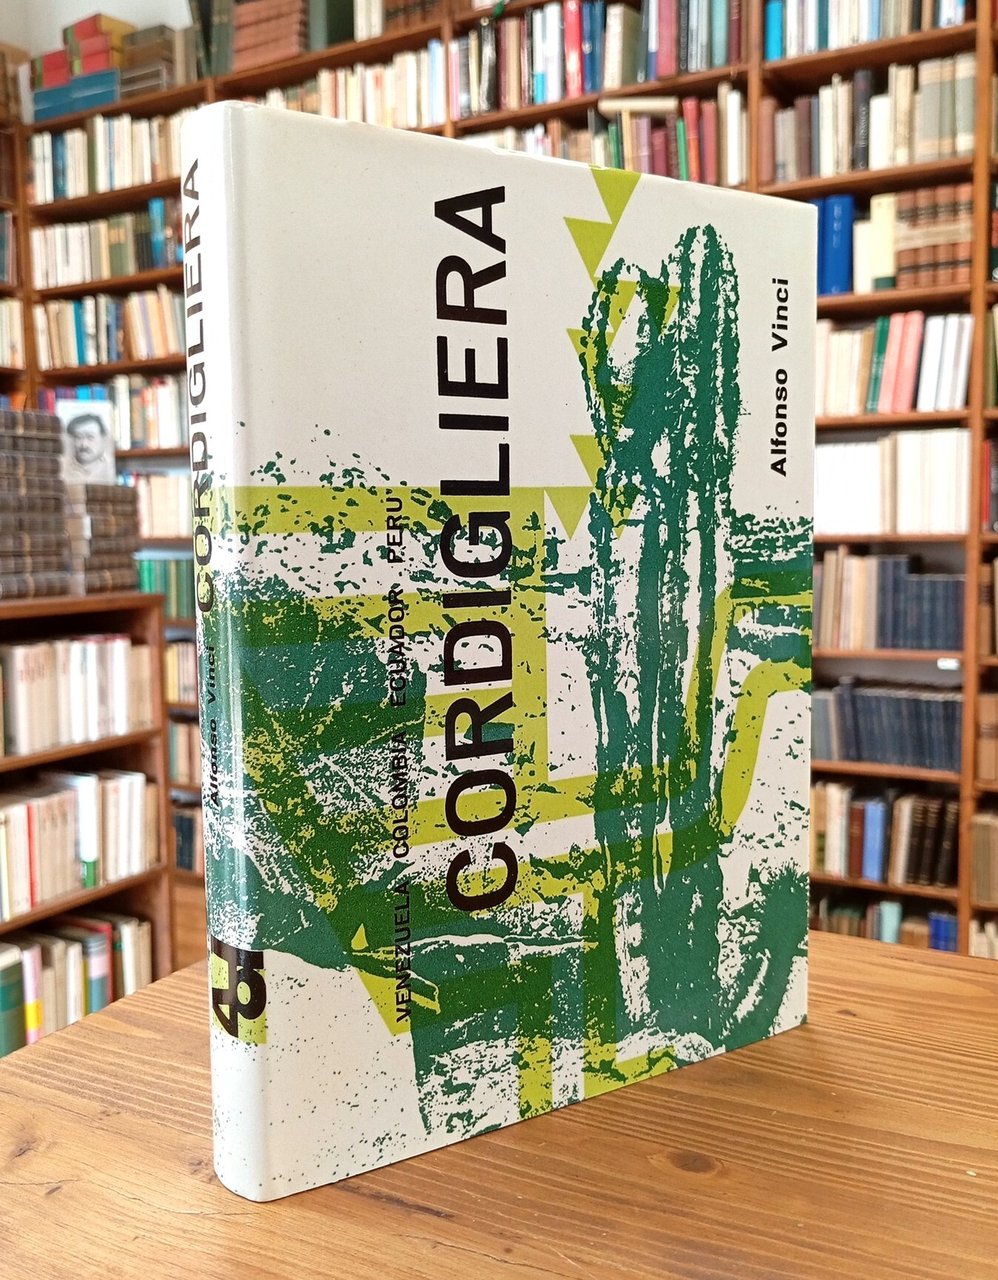 CORDIGLIERA
Alfonso Vinci
VENEZUELA COLOMBIA ECUADOR PERU'
CORDIGLIERA
Alfonso Vinci